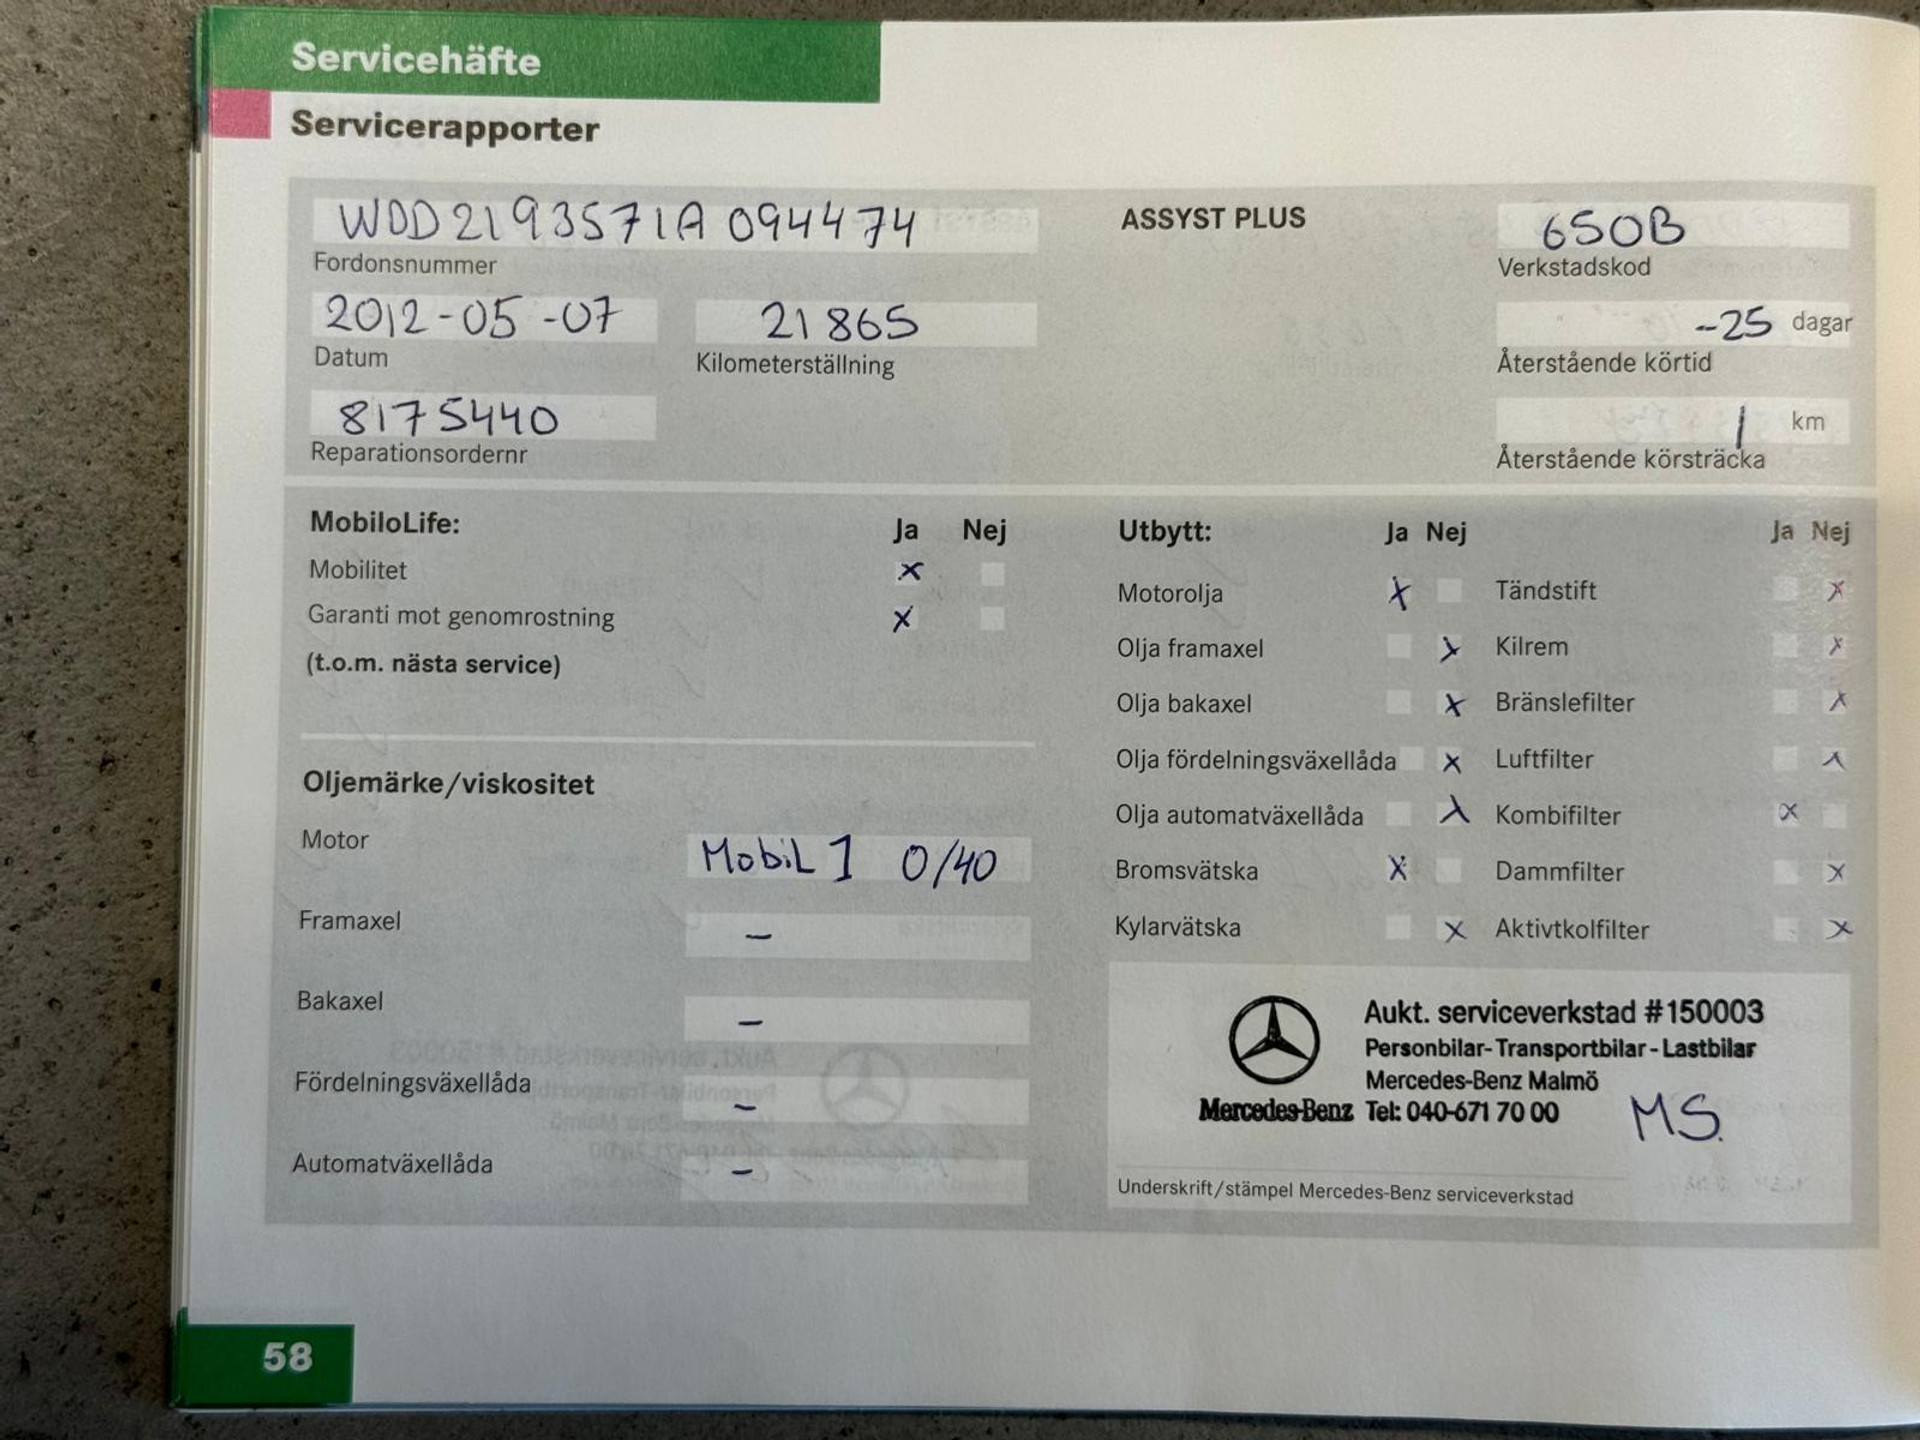 Servicehäfte
Servicerapporter
WDD2193571A094474
Fordonsnummer
ASSYST PLUS
650B
Verkstadskod
2012-05-07
Datum
21865
Kilometerställning
-25 dagar
Återstående körtid
8175440
Reparationsordernr
/ km
Återstående körsträcka
MobiloLife: Ja Nej
Mobilitet x
Garanti mot genomrostning x
(t.o.m. nästa service)
Oljemärke/viskositet
Motor Mobil 1 0/40
Framaxel –
Bakaxel –
Fördelningsväxellåda –
Automatväxellåda –
Utbytt: Ja Nej Ja Nej
Motorolja x Tändstift x
Olja framaxel x Kilrem x
Olja bakaxel x Bränslefilter x
Olja fördelningsväxellåda x Luftfilter x
Olja automatväxellåda x Kombifilter x
Bromsvätska x Dammfilter x
Kylarvätska x Aktivtkolfilter x
Aukt. serviceverkstad #150003
Personbilar-Transportbilar-Lastbilar
Mercedes-Benz Malmö
Mercedes-Benz Tel: 040-671 70 00
MS.
Underskrift/stämpel Mercedes-Benz serviceverkstad
58